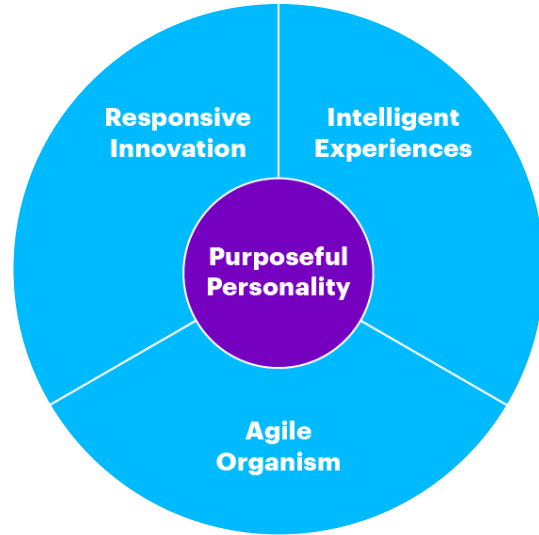 Responsive
Innovation
Intelligent
Experiences
Purposeful
Personality
Agile
Organism